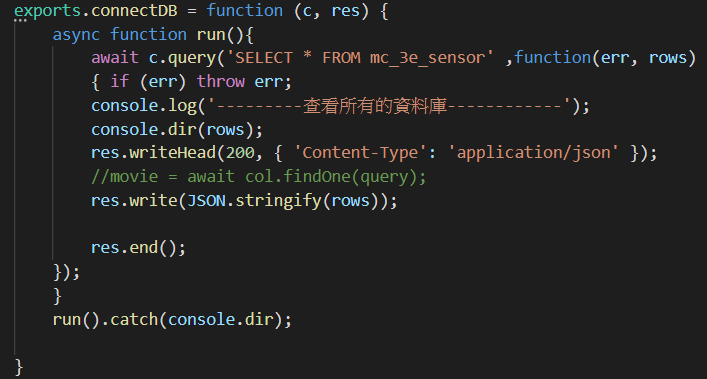 exports.connectDB = function (c, res) {
    async function run(){
        await c.query('SELECT * FROM mc_3e_sensor' ,function(err, rows)
        { if (err) throw err;
        console.log('---------查看所有的資料庫------------');
        console.dir(rows);
        res.writeHead(200, { 'Content-Type': 'application/json' });
        //movie = await col.findOne(query);
        res.write(JSON.stringify(rows));
        res.end();
    });
    }
    run().catch(console.dir);
}